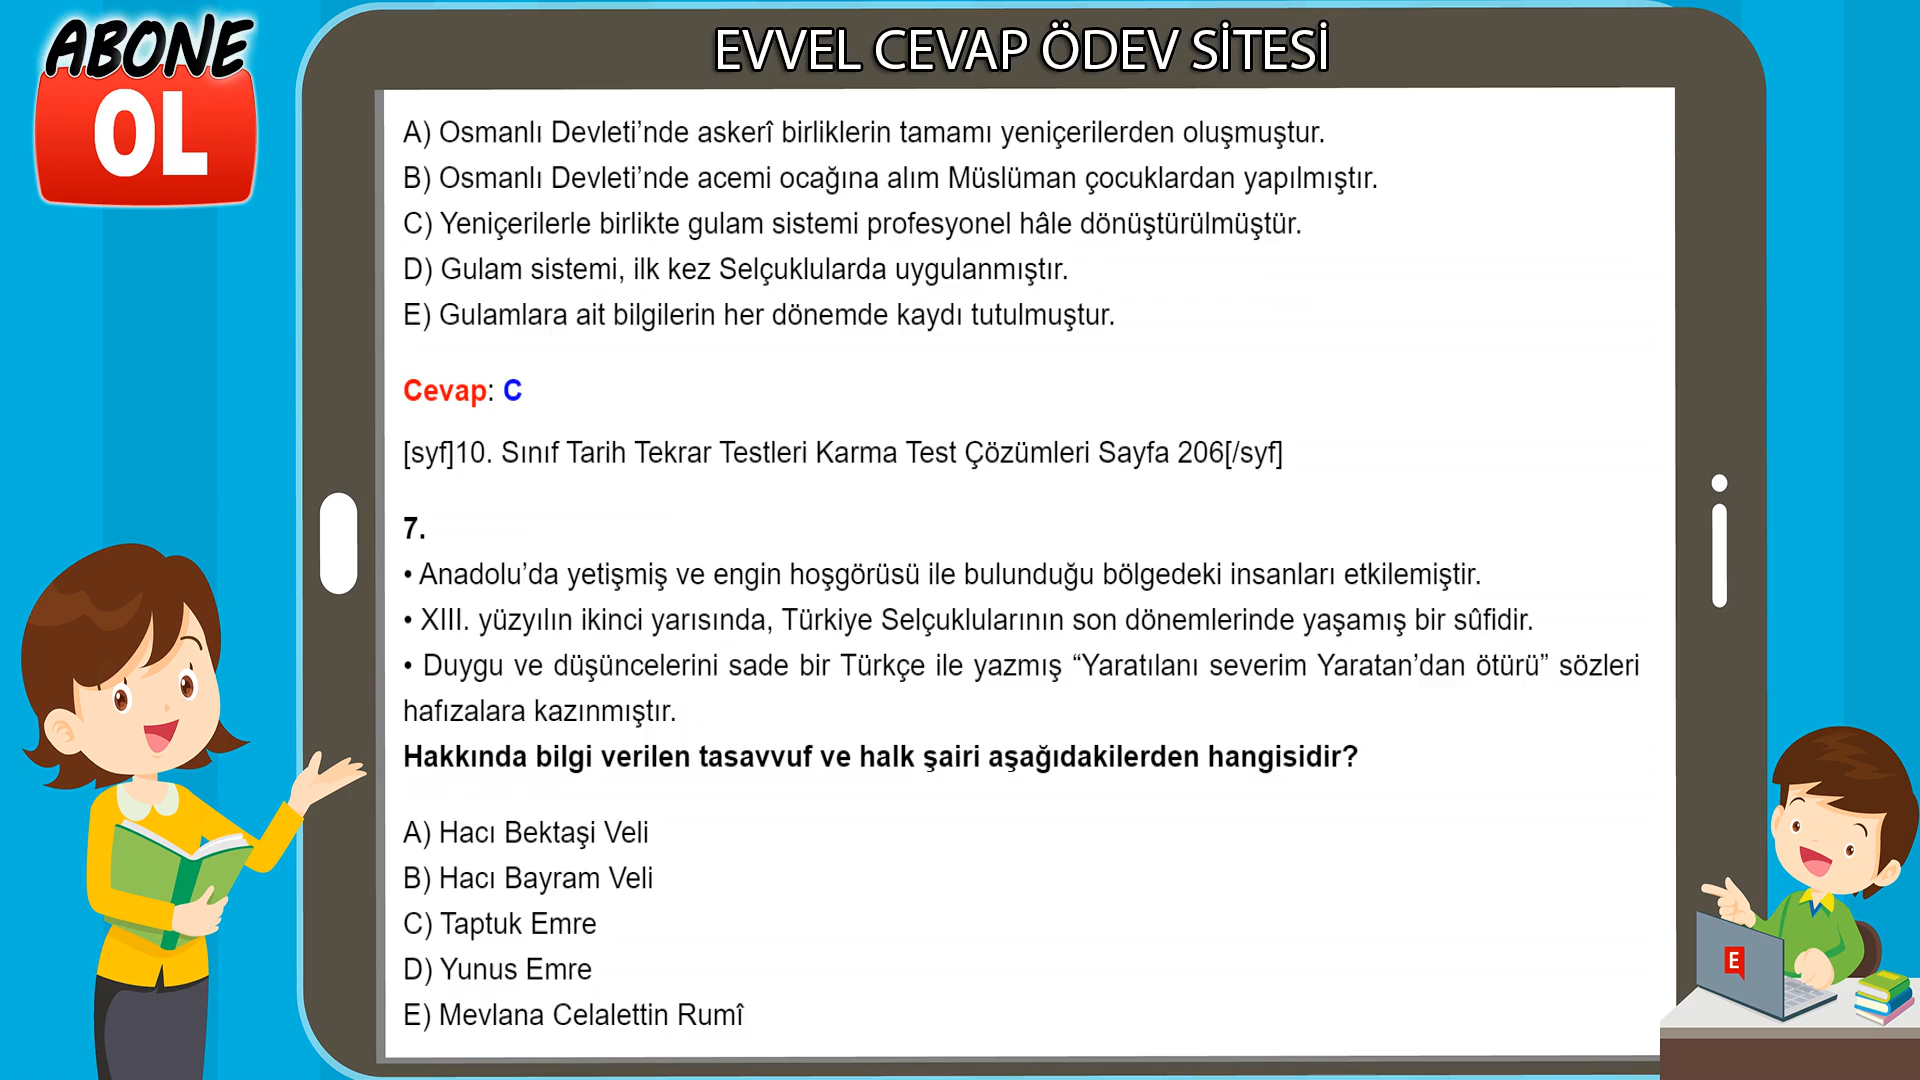 ABONE
OL
EVVEL CEVAP ÖDEV SİTESİ
A) Osmanlı Devleti’nde askerî birliklerin tamamı yeniçerilerden oluşmuştur.
B) Osmanlı Devleti’nde acemi ocağına alım Müslüman çocuklardan yapılmıştır.
C) Yeniçerilerle birlikte gulam sistemi profesyonel hâle dönüştürülmüştür.
D) Gulam sistemi, ilk kez Selçuklularda uygulanmıştır.
E) Gulamlara ait bilgilerin her dönemde kaydı tutulmuştur.
Cevap: C
[syf]10. Sınıf Tarih Tekrar Testleri Karma Test Çözümleri Sayfa 206[/syf]
7.
• Anadolu’da yetişmiş ve engin hoşgörüsü ile bulunduğu bölgedeki insanları etkilemiştir.
• XIII. yüzyılın ikinci yarısında, Türkiye Selçuklularının son dönemlerinde yaşamış bir sûfidir.
• Duygu ve düşüncelerini sade bir Türkçe ile yazmış “Yaratılanı severim Yaratan’dan ötürü” sözleri
hafızalara kazınmıştır.
Hakkında bilgi verilen tasavvuf ve halk şairi aşağıdakilerden hangisidir?
A) Hacı Bektaşi Veli
B) Hacı Bayram Veli
C) Taptuk Emre
D) Yunus Emre
E) Mevlana Celalettin Rumî
E